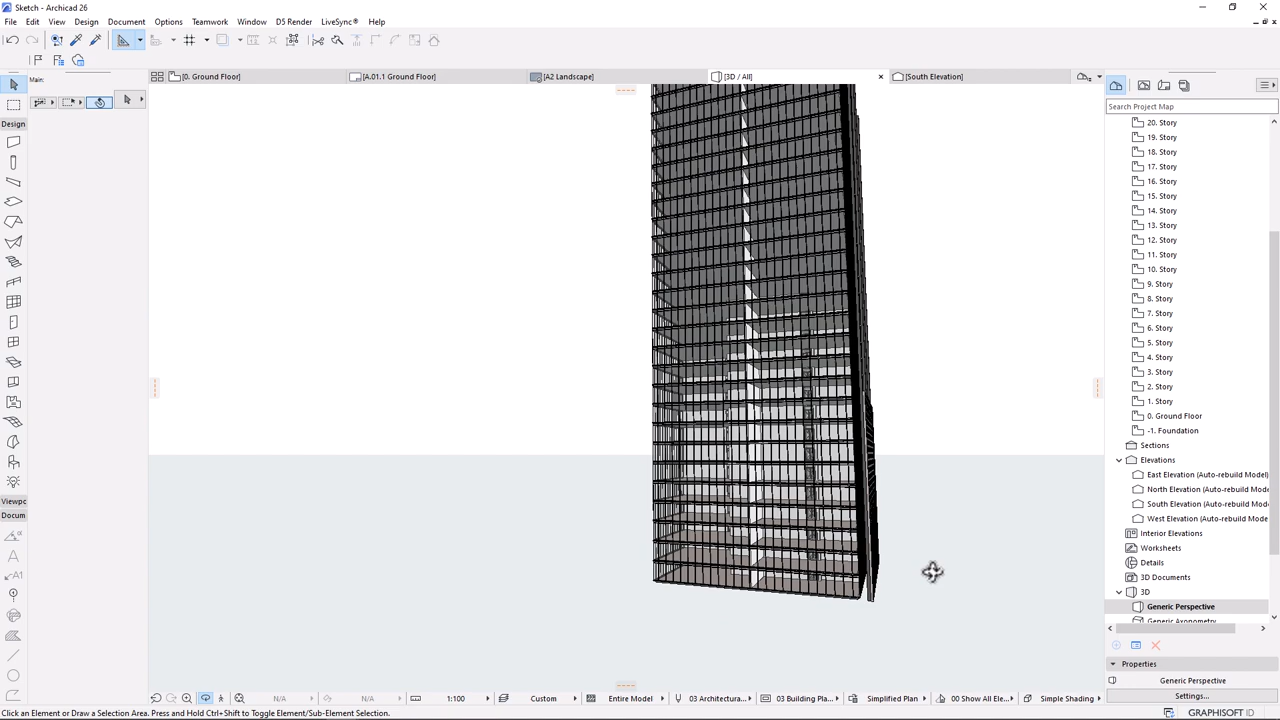 Sketch - Archicad 26
File Edit View Design Document Options Teamwork Window D5 Render LiveSync® Help
Main:
[0. Ground Floor]
[A.01.1 Ground Floor]
[A2 Landscape]
[3D / All]
[South Elevation]
Design
Viewpc
Docum
Search Project Map
20. Story
19. Story
18. Story
17. Story
16. Story
15. Story
14. Story
13. Story
12. Story
11. Story
10. Story
9. Story
8. Story
7. Story
6. Story
5. Story
4. Story
3. Story
2. Story
1. Story
0. Ground Floor
-1. Foundation
Sections
Elevations
East Elevation (Auto-rebuild Model)
North Elevation (Auto-rebuild Mode
South Elevation (Auto-rebuild Mode
West Elevation (Auto-rebuild Mode
Interior Elevations
Worksheets
Details
3D Documents
3D
Generic Perspective
Generic Axonometry
Properties
Generic Perspective
Settings...
N/A N/A 1:100 Custom Entire Model 03 Architectura... 03 Building Pla... Simplified Plan 00 Show All Ele... Simple Shading
Click an Element or Draw a Selection Area. Press and Hold Ctrl+Shift to Toggle Element/Sub-Element Selection.
GRAPHISOFT ID